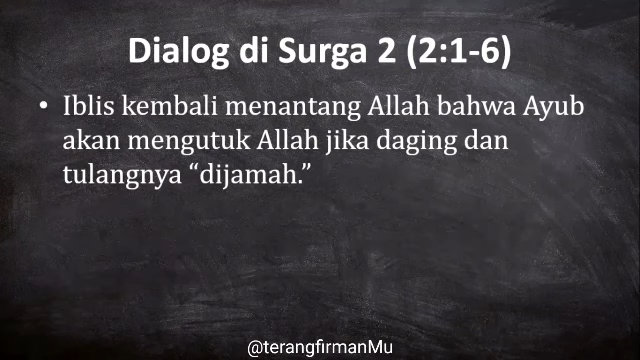 Dialog di Surga 2 (2:1-6)
• Iblis kembali menantang Allah bahwa Ayub
akan mengutuk Allah jika daging dan
tulangnya “dijamah.”
@terangfirmanMu